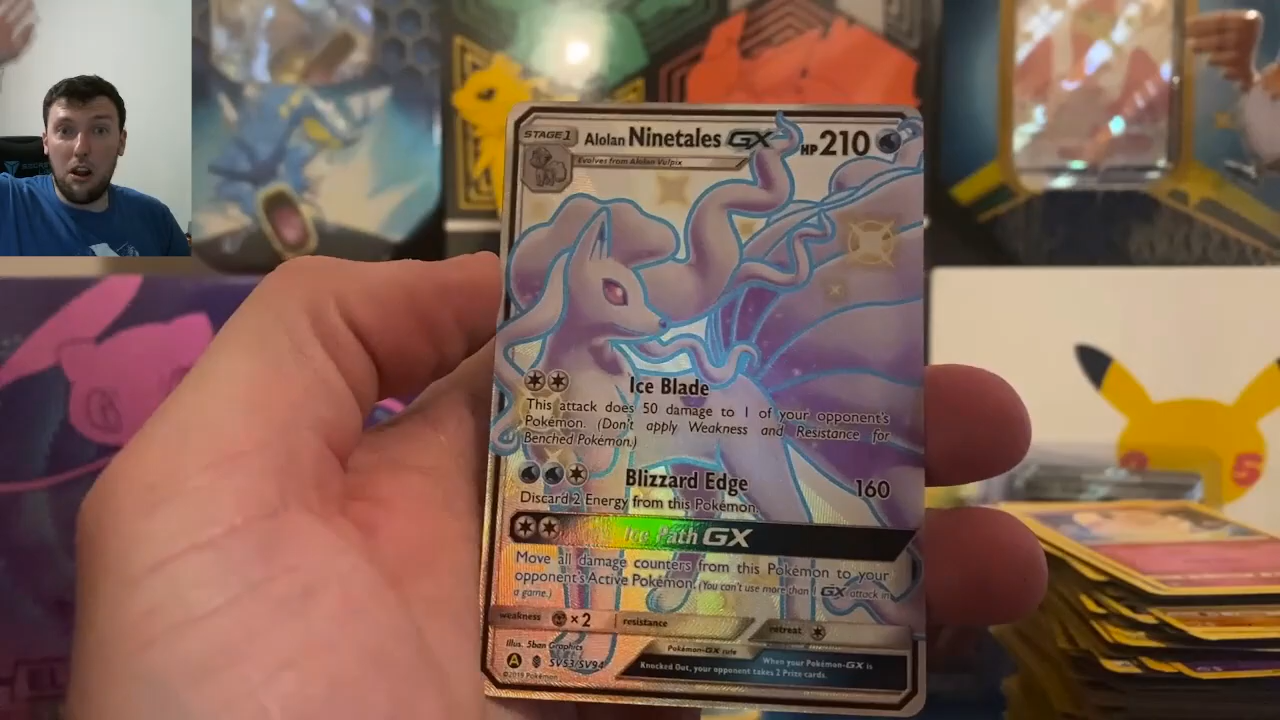 STAGE 1
Alolan Ninetales GX HP 210
Evolves from Alolan Vulpix
Ice Blade
This attack does 50 damage to 1 of your opponent's
Pokémon. (Don't apply Weakness and Resistance for
Benched Pokémon.)
Blizzard Edge 160
Discard 2 Energy from this Pokémon.
Ice Path GX
Move all damage counters from this Pokémon to your
opponent's Active Pokémon. (You can't use more than 1 GX attack in
a game.)
weakness ×2 resistance retreat
Illus. 5ban Graphics
Pokémon-GX rule
When your Pokémon-GX is
Knocked Out, your opponent takes 2 Prize cards.
A SV53/SV94
©2019 Pokémon